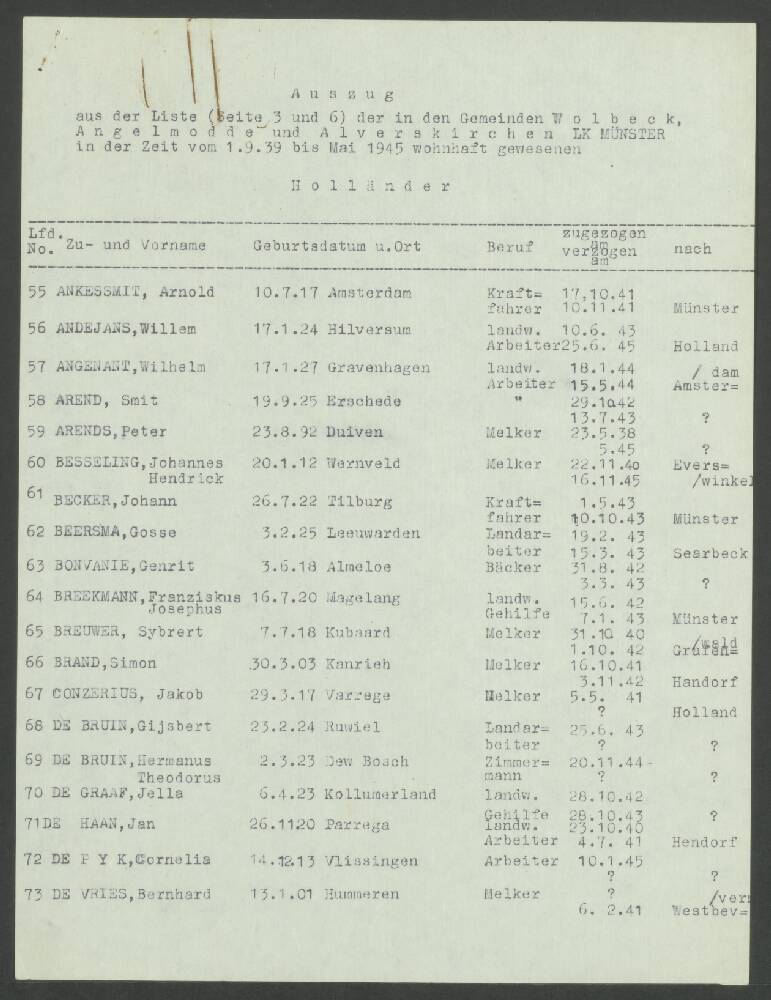 A u s z u g
aus der Liste (Seite 3 und 6) der in den Gemeinden W o l b e c k,
A n g e l m o d d e und A l v e r s k i r c h e n LK MÜNSTER
in der Zeit vom 1.9.39 bis Mai 1945 wohnhaft gewesenen
H o l l ä n d e r
Lfd. zugezogen
No. Zu- und Vorname Geburtsdatum u.Ort Beruf am nach
verzogen
am
55 ANKESSMIT, Arnold 10.7.17 Amsterdam Kraft= 17.10.41
fahrer 10.11.41 Münster
56 ANDEJANS,Willem 17.1.24 Hilversum landw. 10.6. 43
Arbeiter25.6. 45 Holland
57 ANGENANT,Wilhelm 17.1.27 Gravenhagen landw. 18.1.44 / dam
Arbeiter 15.5.44 Amster=
58 AREND, Smit 19.9.25 Erschede " 29.1042
13.7.43 ?
59 ARENDS,Peter 23.8.92 Duiven Melker 23.5.38
5.45 ?
60 BESSELING,Johannes 20.1.12 Wernveld Melker 22.11.40 Evers=
Hendrick 16.11.45 /winkel
61 BECKER,Johann 26.7.22 Tilburg Kraft= 1.5.43
fahrer 10.10.43 Münster
62 BEERSMA,Gosse 3.2.25 Leeuwarden Landar= 19.2. 43
beiter 15.3. 43 Seerbeck
63 BONVANIE,Genrit 3.6.18 Almeloe Bäcker 31.8. 42
3.3. 43 ?
64 BREEKMANN,Franziskus 16.7.20 Magelang landw. 15.6. 42
Josephus Gehilfe 7.1. 43 Münster
65 BREUWER, Sybrert 7.7.18 Kubaard Melker 31.10 40 /wald
1.10. 42 Grafen=
66 BRAND,Simon 30.3.03 Kanrieh Melker 16.10.41
3.11.42 Handorf
67 CONZERIUS, Jakob 29.3.17 Varrege Melker 5.5. 41
? Holland
68 DE BRUIN,Gijsbert 23.2.24 Ruwiel Landar= 25.6. 43
beiter ? ?
69 DE BRUIN,Hermanus 2.3.23 Dew Bosch Zimmer= 20.11.44-
Theodorus mann ? ?
70 DE GRAAF,Jella 6.4.23 Kollumerland landw. 28.10.42
Gehilfe 28.10.43 ?
71DE HAAN,Jan 26.1120 Parrega landw. 23.10.40
Arbeiter 4.7. 41 Hendorf
72 DE P Y K,Cornelia 14.12.13 Vlissingen Arbeiter 10.1.45
? ?
73 DE VRIES,Bernhard 13.1.01 Hummeren Melker ? /ver
6. 2.41 Westbev=